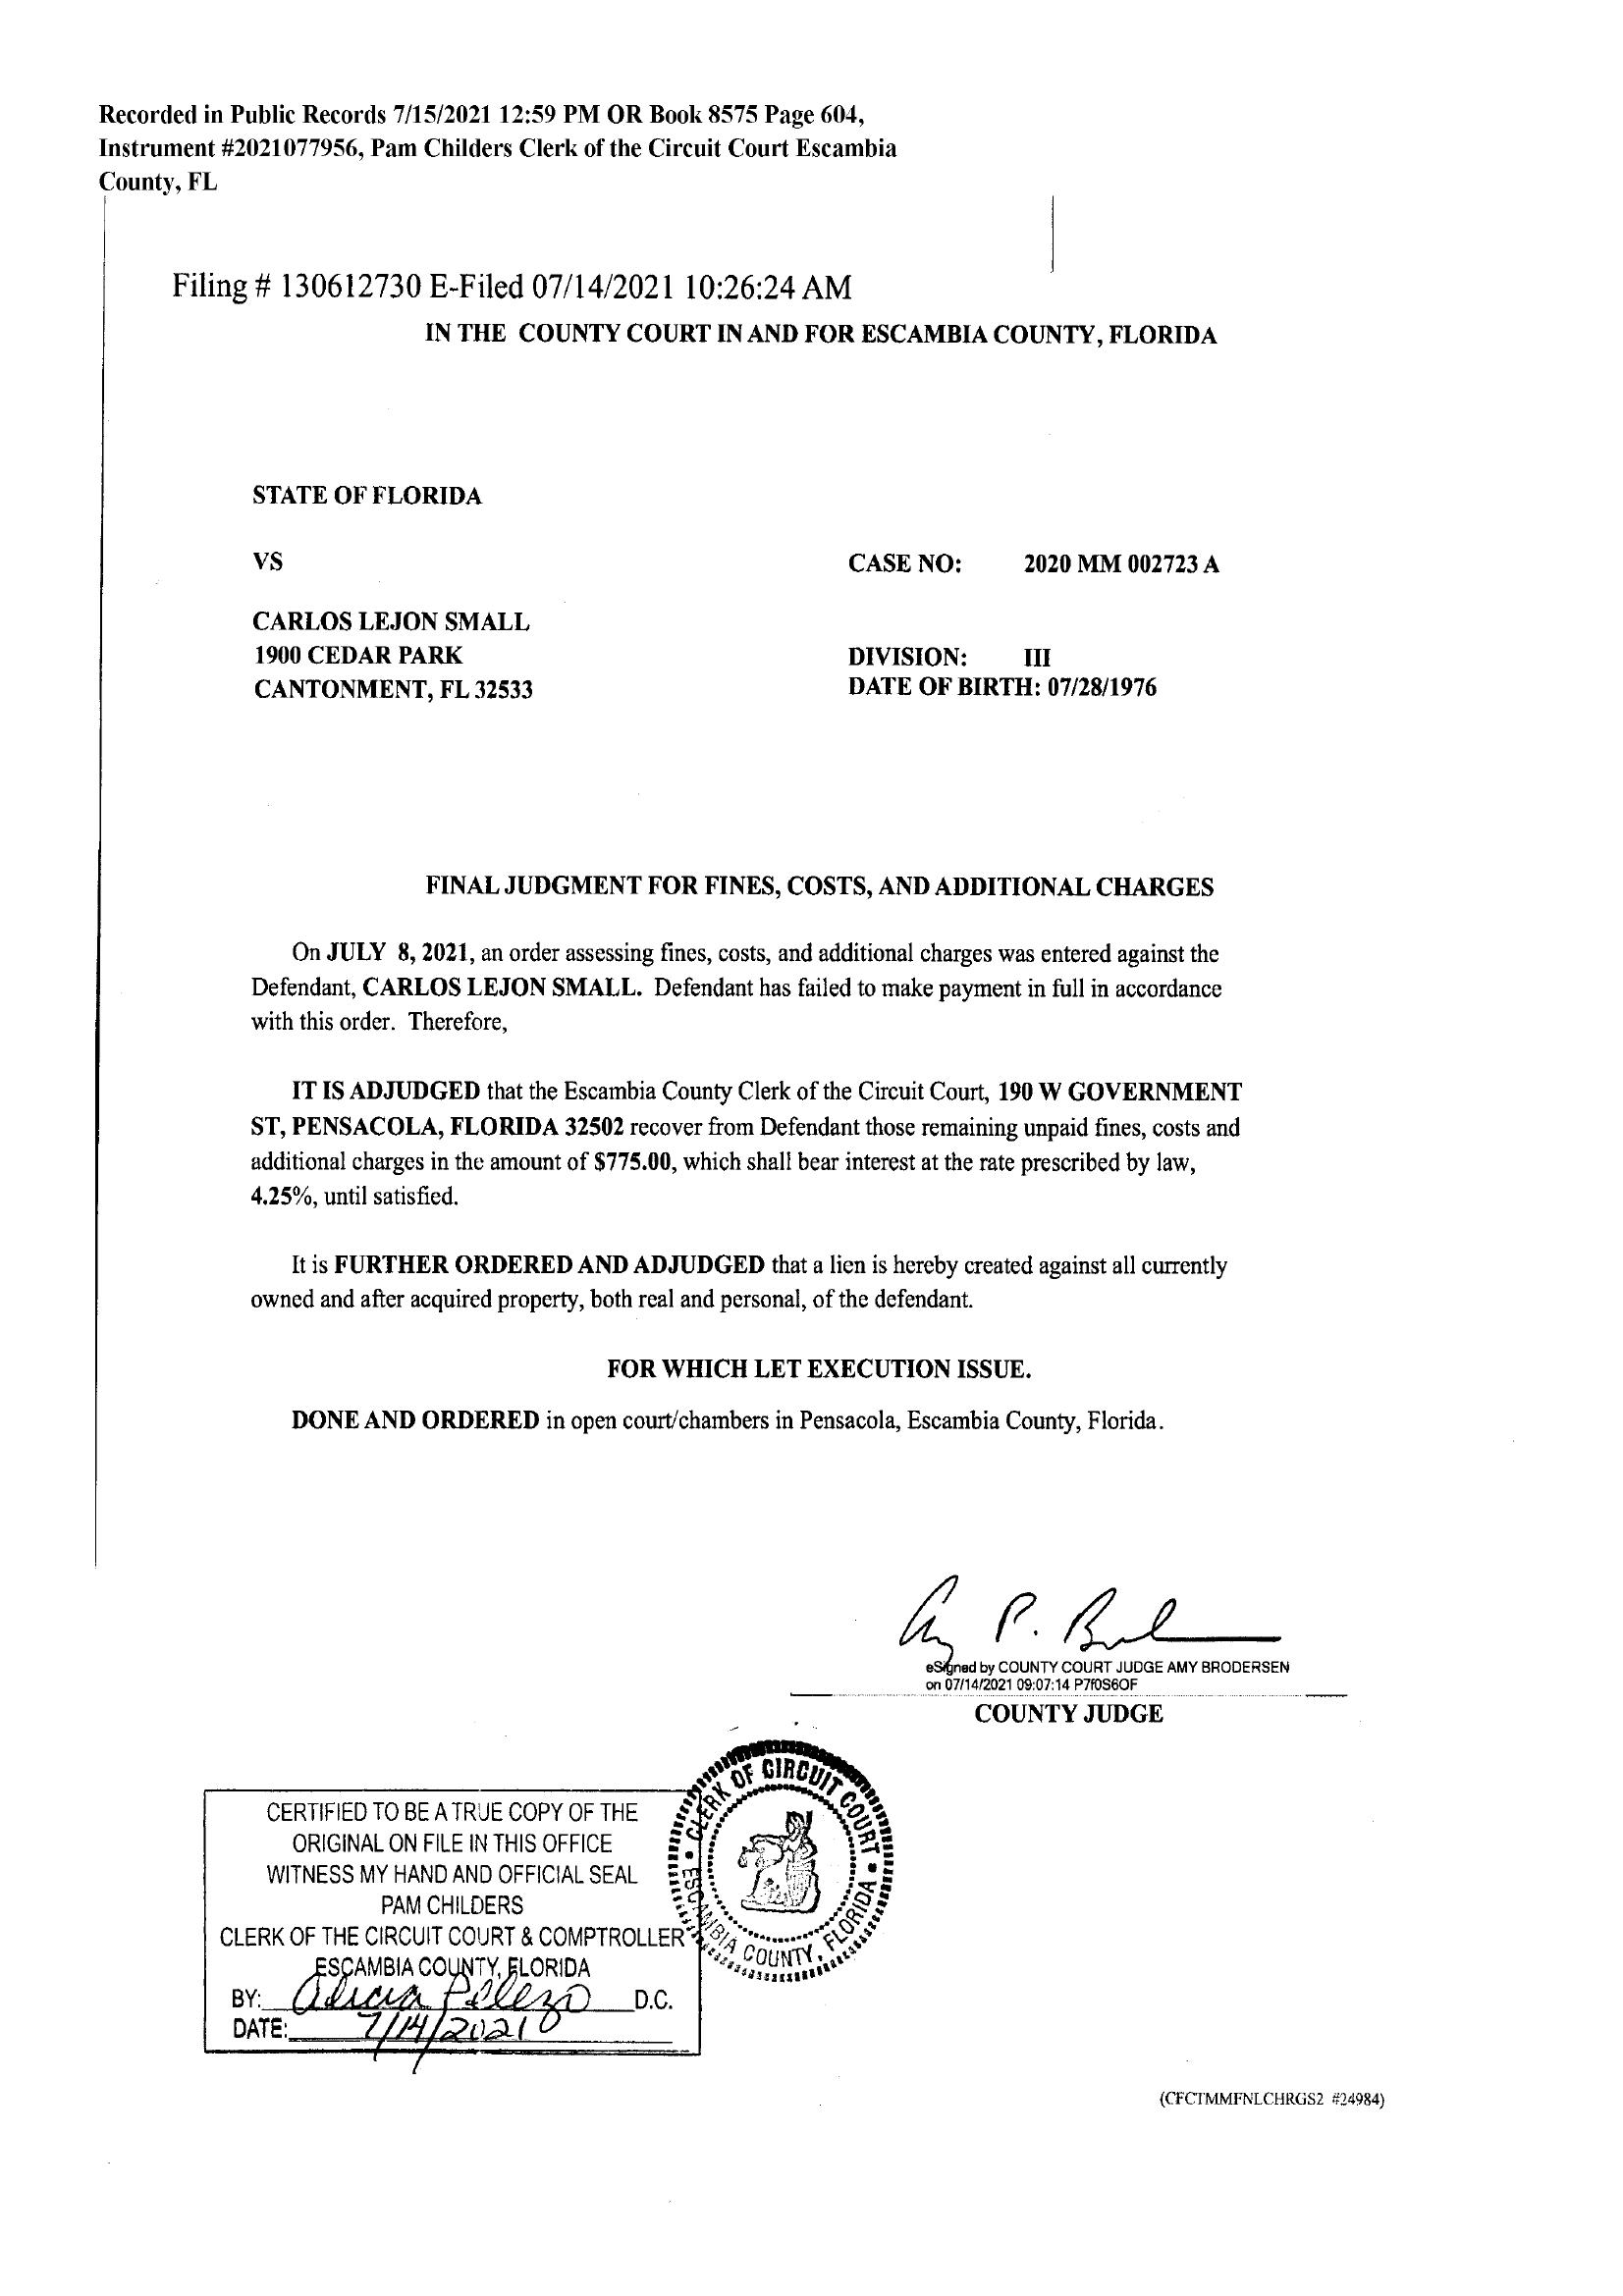 Recorded in Public Records 7/15/2021 12:59 PM OR Book 8575 Page 604,
Instrument #2021077956, Pam Childers Clerk of the Circuit Court Escambia
County, FL
Filing # 130612730 E-Filed 07/14/2021 10:26:24 AM
IN THE COUNTY COURT IN AND FOR ESCAMBIA COUNTY, FLORIDA
STATE OF FLORIDA
VS
CASE NO: 2020 MM 002723 A
CARLOS LEJON SMALL
1900 CEDAR PARK
DIVISION: III
CANTONMENT, FL 32533
DATE OF BIRTH: 07/28/1976
FINAL JUDGMENT FOR FINES, COSTS, AND ADDITIONAL CHARGES
On JULY 8, 2021, an order assessing fines, costs, and additional charges was entered against the
Defendant, CARLOS LEJON SMALL. Defendant has failed to make payment in full in accordance
with this order. Therefore,
IT IS ADJUDGED that the Escambia County Clerk of the Circuit Court, 190 W GOVERNMENT
ST, PENSACOLA, FLORIDA 32502 recover from Defendant those remaining unpaid fines, costs and
additional charges in the amount of $775.00, which shall bear interest at the rate prescribed by law,
4.25%, until satisfied.
It is FURTHER ORDERED AND ADJUDGED that a lien is hereby created against all currently
owned and after acquired property, both real and personal, of the defendant.
FOR WHICH LET EXECUTION ISSUE.
DONE AND ORDERED in open court/chambers in Pensacola, Escambia County, Florida.
eSigned by COUNTY COURT JUDGE AMY BRODERSEN
on 07/14/2021 09:07:14 P7f0S6OF
COUNTY JUDGE
CLERK OF CIRCUIT COURT
ESCAMBIA COUNTY, FLORIDA
CERTIFIED TO BE A TRUE COPY OF THE
ORIGINAL ON FILE IN THIS OFFICE
WITNESS MY HAND AND OFFICIAL SEAL
PAM CHILDERS
CLERK OF THE CIRCUIT COURT & COMPTROLLER
ESCAMBIA COUNTY, FLORIDA
BY: Alicia D.C.
DATE: 7/14/2021
(CFCTMMFNLCHRGS2 #24984)